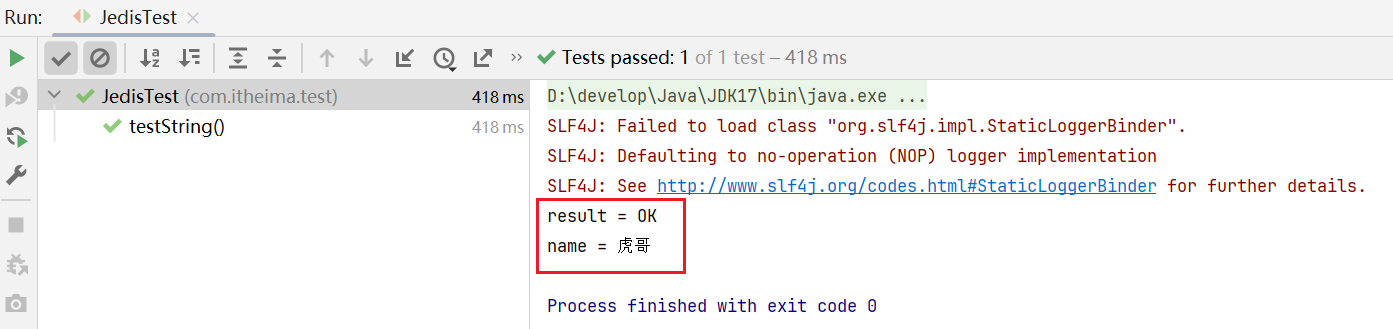 Run: JedisTest
Tests passed: 1 of 1 test – 418 ms
JedisTest (com.itheima.test) 418 ms
testString() 418 ms
D:\develop\Java\JDK17\bin\java.exe ...
SLF4J: Failed to load class "org.slf4j.impl.StaticLoggerBinder".
SLF4J: Defaulting to no-operation (NOP) logger implementation
SLF4J: See http://www.slf4j.org/codes.html#StaticLoggerBinder for further details.
result = OK
name = 虎哥
Process finished with exit code 0